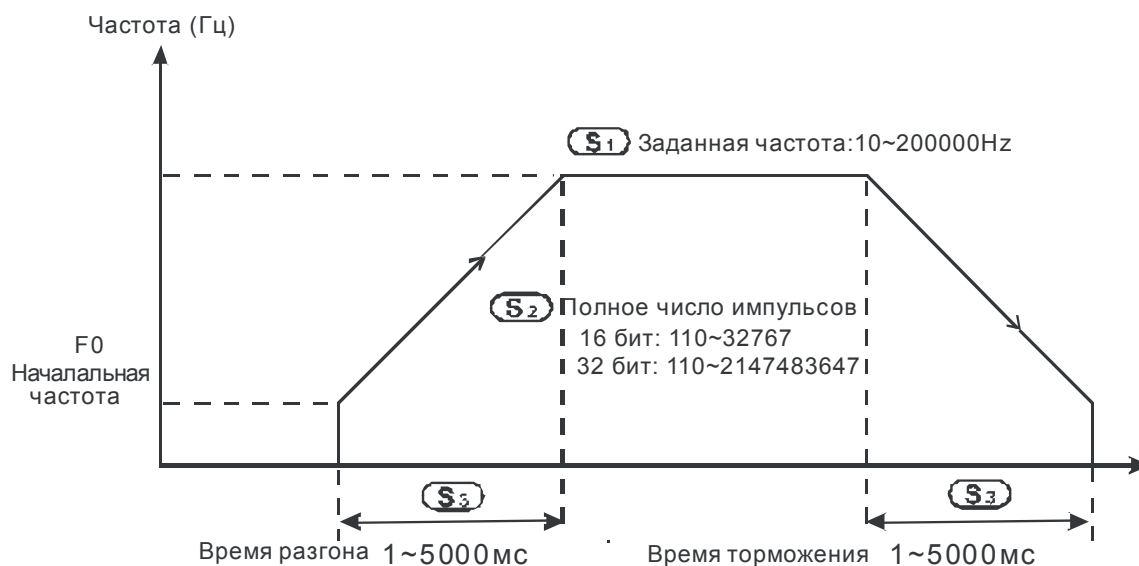 Частота (Гц)
S1 Заданная частота:10~200000Hz
S2 Полное число импульсов
16 бит: 110~32767
32 бит: 110~2147483647
F0
Началальная
частота
S3
S3
Время разгона 1~5000мс
Время торможения 1~5000мс